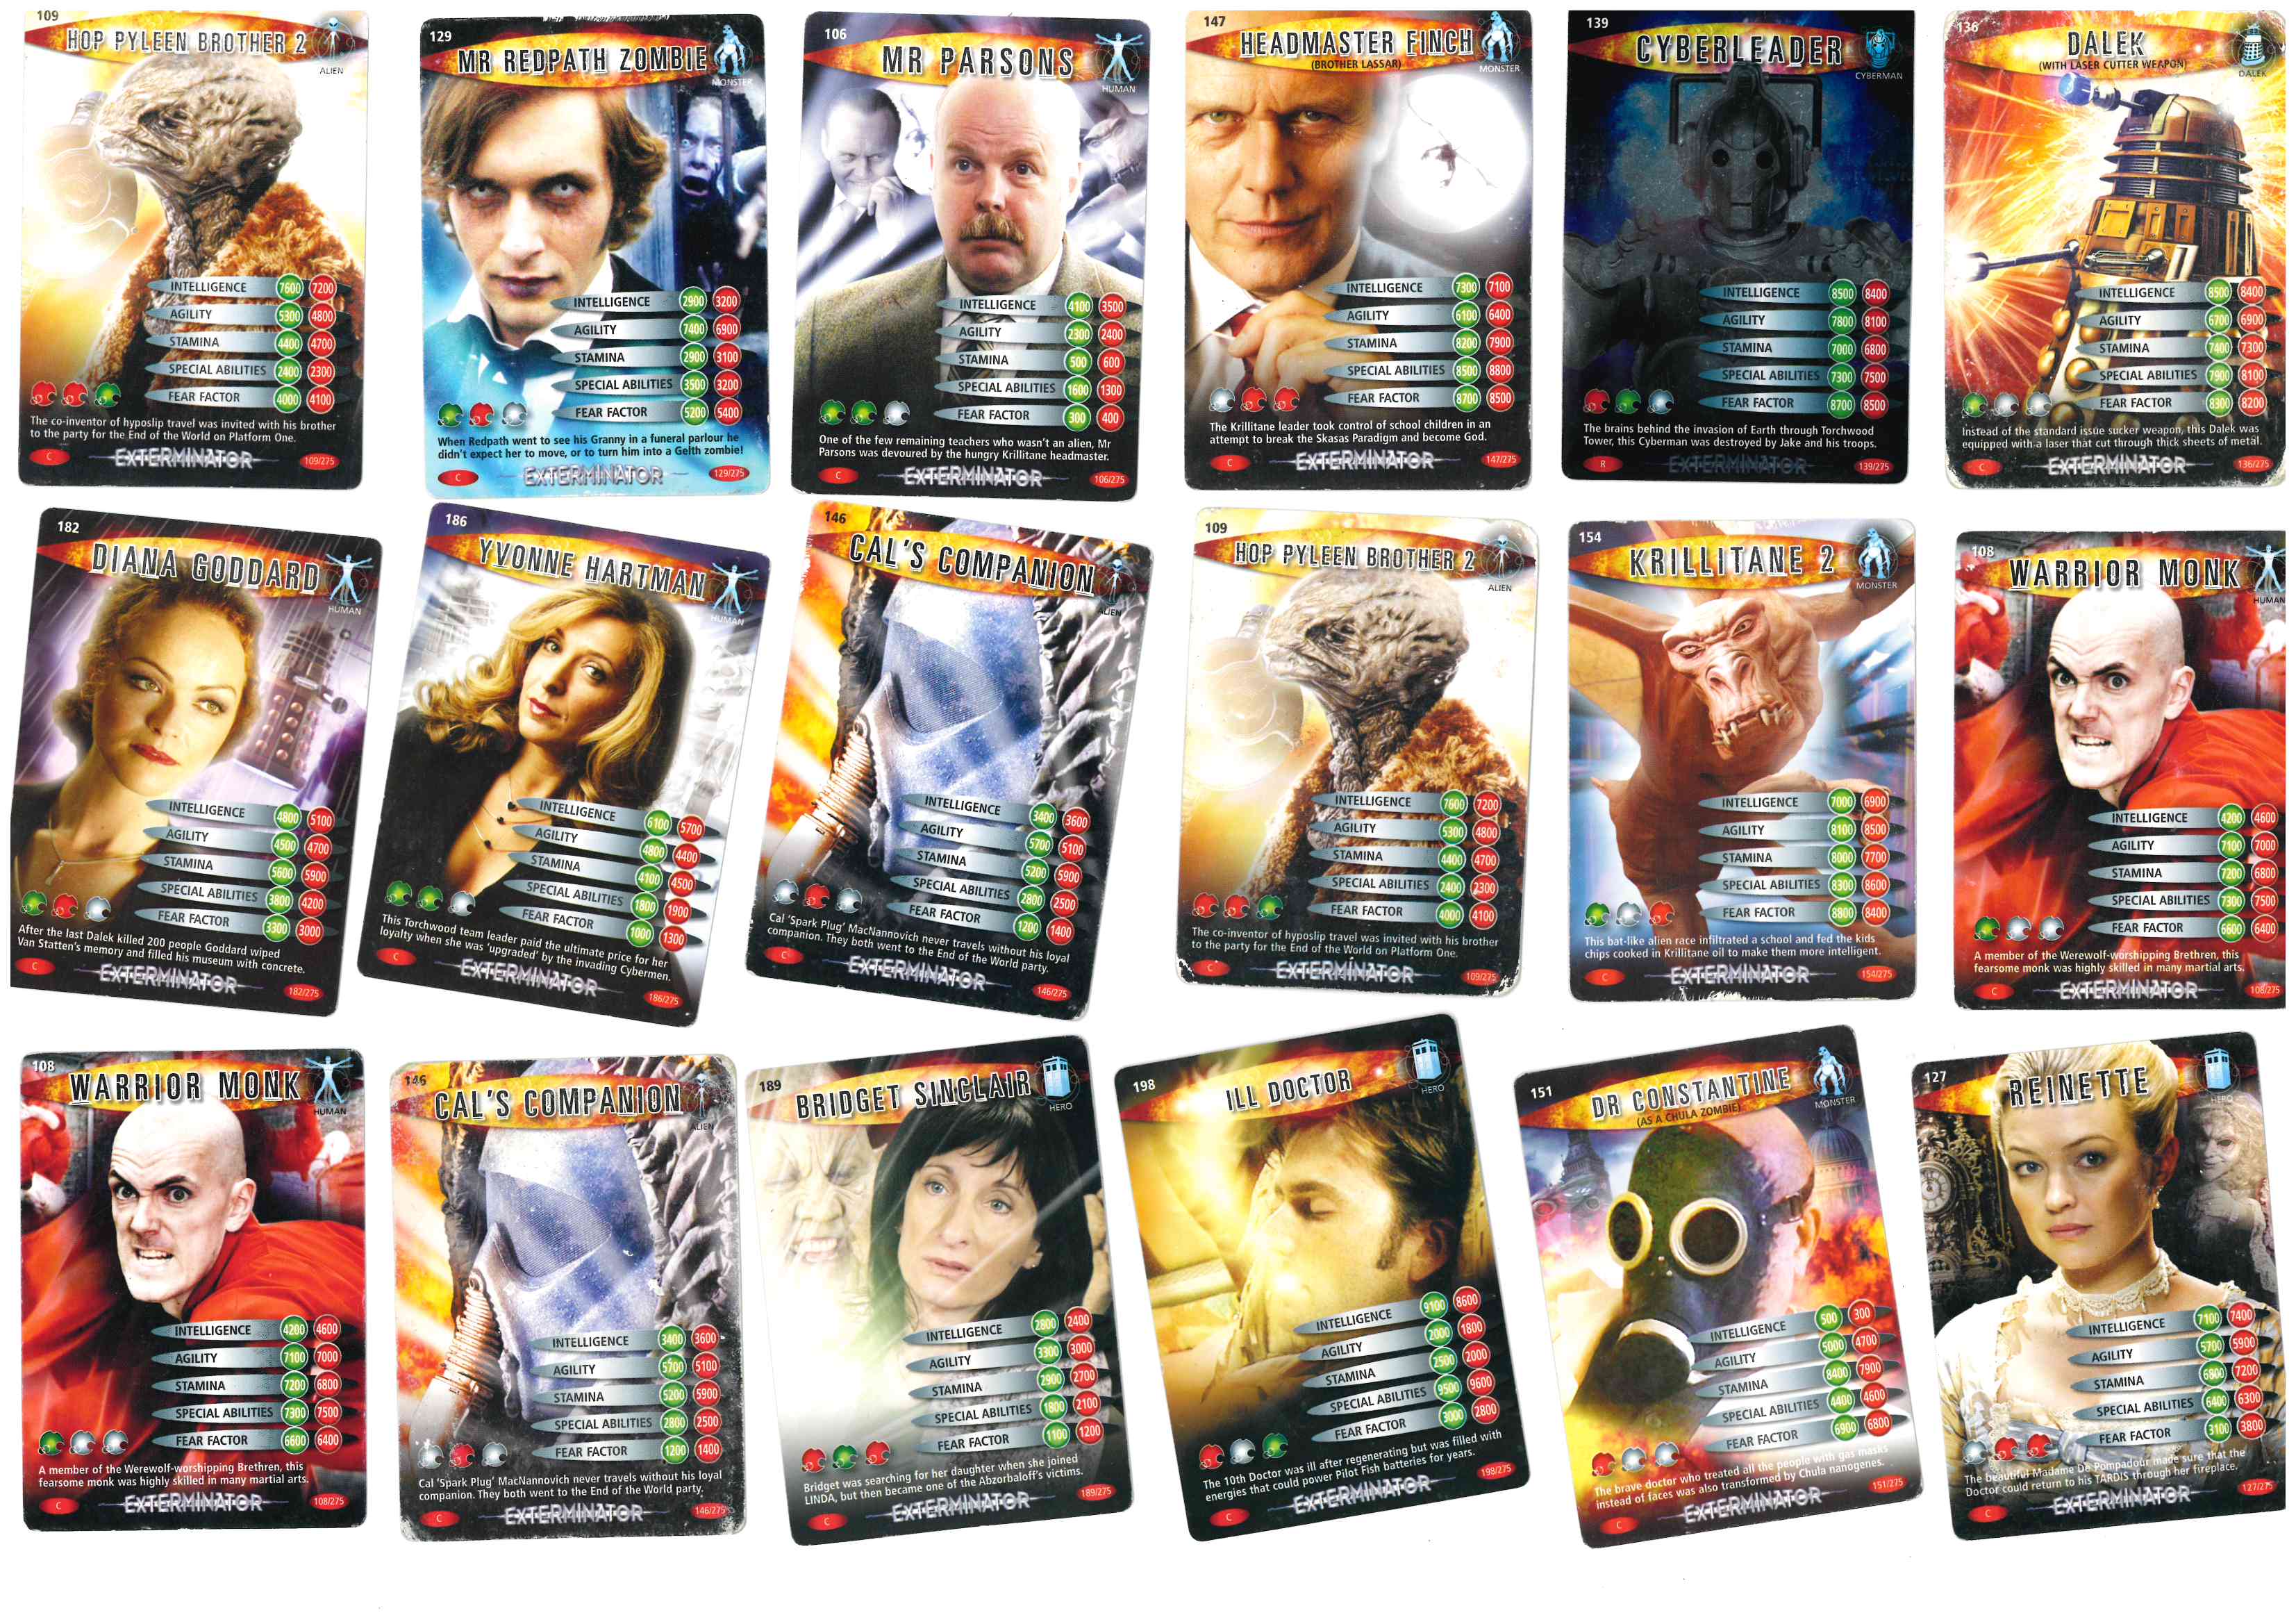 109
HOP PYLEEN BROTHER 2
ALIEN
INTELLIGENCE 7600 7200
AGILITY 5300 4800
STAMINA 4400 4700
SPECIAL ABILITIES 2400 2300
FEAR FACTOR 4000 4100
The co-inventor of hyposlip travel was invited with his brother
to the party for the End of the World on Platform One.
C EXTERMINATOR 109/275
129
MR REDPATH ZOMBIE
MONSTER
INTELLIGENCE 2900 3200
AGILITY 7400 6900
STAMINA 2900 3100
SPECIAL ABILITIES 3500 3200
FEAR FACTOR 5200 5400
When Redpath went to see his Granny in a funeral parlour he
didn't expect her to move, or to turn him into a Gelth zombie!
C EXTERMINATOR 129/275
106
MR PARSONS
HUMAN
INTELLIGENCE 4100 3500
AGILITY 2300 2400
STAMINA 500 600
SPECIAL ABILITIES 1600 1300
FEAR FACTOR 300 400
One of the few remaining teachers who wasn't an alien, Mr
Parsons was devoured by the hungry Krillitane headmaster.
C EXTERMINATOR 106/275
147
HEADMASTER FINCH
(BROTHER LASSAR)
MONSTER
INTELLIGENCE 7300 7100
AGILITY 6100 6400
STAMINA 8200 7900
SPECIAL ABILITIES 8500 8800
FEAR FACTOR 8700 8500
The Krillitane leader took control of school children in an
attempt to break the Skasas Paradigm and become God.
C EXTERMINATOR 147/275
139
CYBERLEADER
CYBERMAN
INTELLIGENCE 8500 8400
AGILITY 7800 8100
STAMINA 7000 6800
SPECIAL ABILITIES 7300 7500
FEAR FACTOR 8700 8500
The brains behind the invasion of Earth through Torchwood
Tower, this Cyberman was destroyed by Jake and his troops.
R EXTERMINATOR 139/275
136
DALEK
(WITH LASER CUTTER WEAPON)
DALEK
INTELLIGENCE 8500 8400
AGILITY 6700 6900
STAMINA 7400 7300
SPECIAL ABILITIES 7900 8100
FEAR FACTOR 8300 8200
Instead of the standard issue sucker weapon, this Dalek was
equipped with a laser that cut through thick sheets of metal.
C EXTERMINATOR 136/275
182
DIANA GODDARD
HUMAN
INTELLIGENCE 4800 5100
AGILITY 4500 4700
STAMINA 5600 5900
SPECIAL ABILITIES 3800 4200
FEAR FACTOR 3300 3000
After the last Dalek killed 200 people Goddard wiped
Van Statten's memory and filled his museum with concrete.
C EXTERMINATOR 182/275
186
YVONNE HARTMAN
HUMAN
INTELLIGENCE 6100 5700
AGILITY 4800 4400
STAMINA 4100 4500
SPECIAL ABILITIES 1800 1900
FEAR FACTOR 1000 1300
This Torchwood team leader paid the ultimate price for her
loyalty when she was 'upgraded' by the invading Cybermen.
C EXTERMINATOR 186/275
146
CAL'S COMPANION
ALIEN
INTELLIGENCE 3400 3600
AGILITY 5700 5100
STAMINA 5200 5900
SPECIAL ABILITIES 2800 2500
FEAR FACTOR 1200 1400
Cal 'Spark Plug' MacNannovich never travels without his loyal
companion. They both went to the End of the World party.
C EXTERMINATOR 146/275
109
HOP PYLEEN BROTHER 2
ALIEN
INTELLIGENCE 7600 7200
AGILITY 5300 4800
STAMINA 4400 4700
SPECIAL ABILITIES 2400 2300
FEAR FACTOR 4000 4100
The co-inventor of hyposlip travel was invited with his brother
to the party for the End of the World on Platform One.
C EXTERMINATOR 109/275
154
KRILLITANE 2
MONSTER
INTELLIGENCE 7000 6900
AGILITY 8100 8500
STAMINA 8000 7700
SPECIAL ABILITIES 8300 8600
FEAR FACTOR 8800 8400
This bat-like alien race infiltrated a school and fed the kids
chips cooked in Krillitane oil to make them more intelligent.
C EXTERMINATOR 154/275
108
WARRIOR MONK
HUMAN
INTELLIGENCE 4200 4600
AGILITY 7100 7000
STAMINA 7200 6800
SPECIAL ABILITIES 7300 7500
FEAR FACTOR 6600 6400
A member of the Werewolf-worshipping Brethren, this
fearsome monk was highly skilled in many martial arts.
C EXTERMINATOR 108/275
108
WARRIOR MONK
HUMAN
INTELLIGENCE 4200 4600
AGILITY 7100 7000
STAMINA 7200 6800
SPECIAL ABILITIES 7300 7500
FEAR FACTOR 6600 6400
A member of the Werewolf-worshipping Brethren, this
fearsome monk was highly skilled in many martial arts.
C EXTERMINATOR 108/275
146
CAL'S COMPANION
ALIEN
INTELLIGENCE 3400 3600
AGILITY 5700 5100
STAMINA 5200 5900
SPECIAL ABILITIES 2800 2500
FEAR FACTOR 1200 1400
Cal 'Spark Plug' MacNannovich never travels without his loyal
companion. They both went to the End of the World party.
C EXTERMINATOR 146/275
189
BRIDGET SINCLAIR
HERO
INTELLIGENCE 2800 2400
AGILITY 3300 3000
STAMINA 2900 2700
SPECIAL ABILITIES 1800 2100
FEAR FACTOR 1100 1200
Bridget was searching for her daughter when she joined
LINDA, but then became one of the Abzorbaloff's victims.
C EXTERMINATOR 189/275
198
ILL DOCTOR
HERO
INTELLIGENCE 9100 8600
AGILITY 2000 1800
STAMINA 2500 2000
SPECIAL ABILITIES 9500 9600
FEAR FACTOR 3000 2800
The 10th Doctor was ill after regenerating but was filled with
energies that could power Pilot Fish batteries for years.
C EXTERMINATOR 198/275
151
DR CONSTANTINE
(AS A CHULA ZOMBIE)
MONSTER
INTELLIGENCE 500 300
AGILITY 5000 4700
STAMINA 8400 7900
SPECIAL ABILITIES 4400 4600
FEAR FACTOR 6900 6800
The brave doctor who treated all the people with gas masks
instead of faces was also transformed by Chula nanogenes.
C EXTERMINATOR 151/275
127
REINETTE
HERO
INTELLIGENCE 7100 7400
AGILITY 5700 5900
STAMINA 6800 7200
SPECIAL ABILITIES 6400 6300
FEAR FACTOR 3100 3800
The beautiful Madame De Pompadour made sure that the
Doctor could return to his TARDIS through her fireplace.
C EXTERMINATOR 127/275